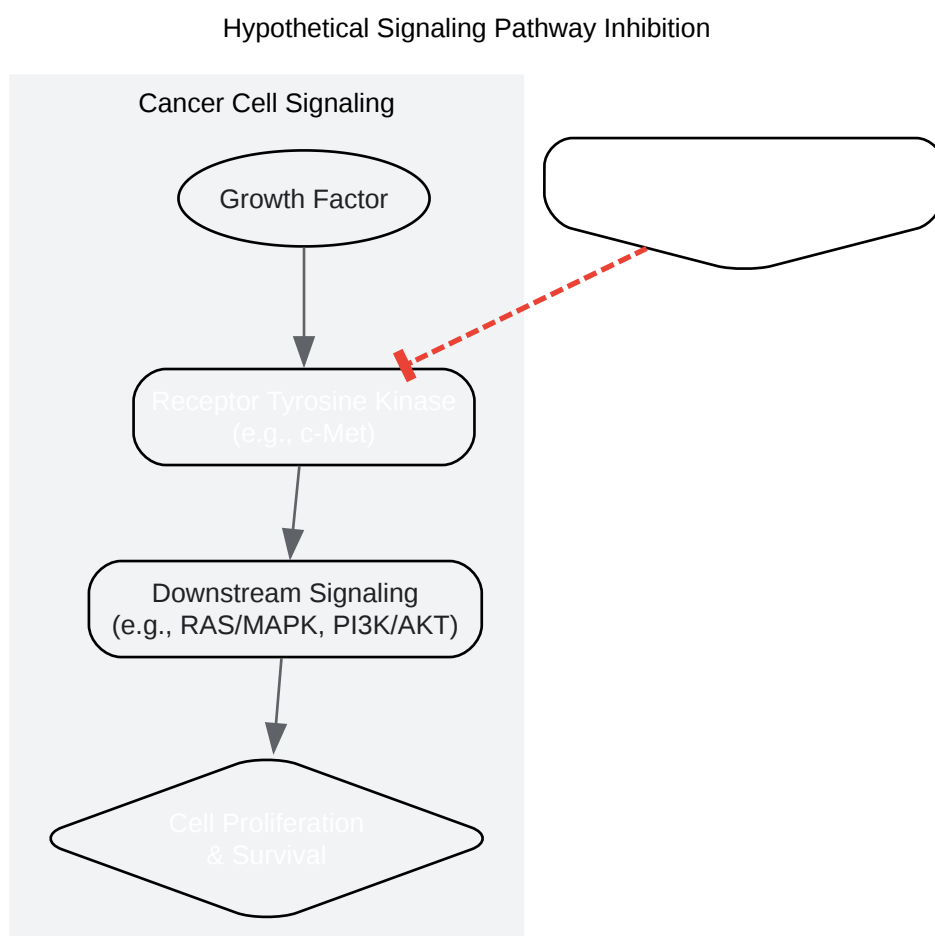 Hypothetical Signaling Pathway Inhibition
Cancer Cell Signaling
Growth Factor
Receptor Tyrosine Kinase
(e.g., c-Met)
Downstream Signaling
(e.g., RAS/MAPK, PI3K/AKT)
Cell Proliferation
& Survival